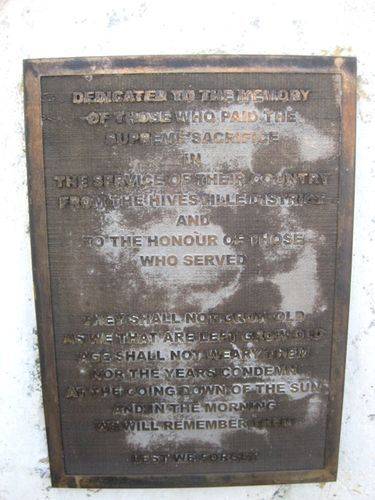 DEDICATED TO THE MEMORY
OF THOSE WHO PAID THE
SUPREME SACRIFICE
IN
THE SERVICE OF THEIR COUNTRY
FROM THE HIVESVILLE DISTRICT
AND
TO THE HONOUR OF THOSE
WHO SERVED
THEY SHALL NOT GROW OLD
AS WE THAT ARE LEFT GROW OLD
AGE SHALL NOT WEARY THEM
NOR THE YEARS CONDEMN
AT THE GOING DOWN OF THE SUN
AND IN THE MORNING
WE WILL REMEMBER THEM
LEST WE FORGET